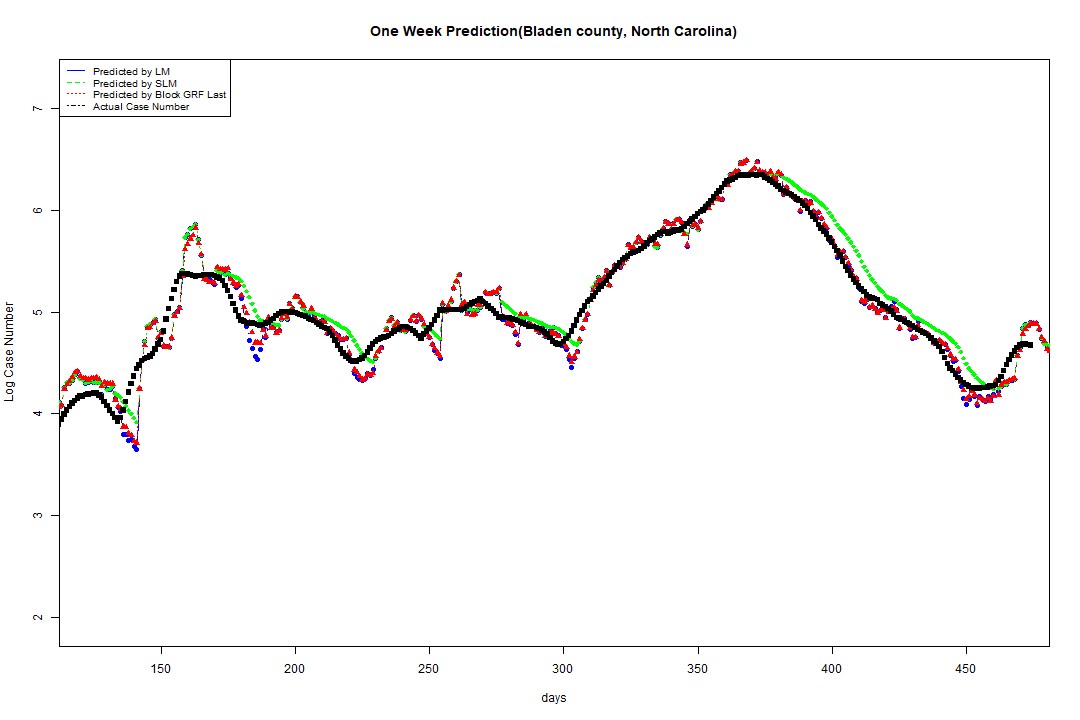 One Week Prediction(Bladen county, North Carolina)
Predicted by LM
Predicted by SLM
Predicted by Block GRF Last
Actual Case Number
7
6
5
4
3
2
Log Case Number
150 200 250 300 350 400 450
days